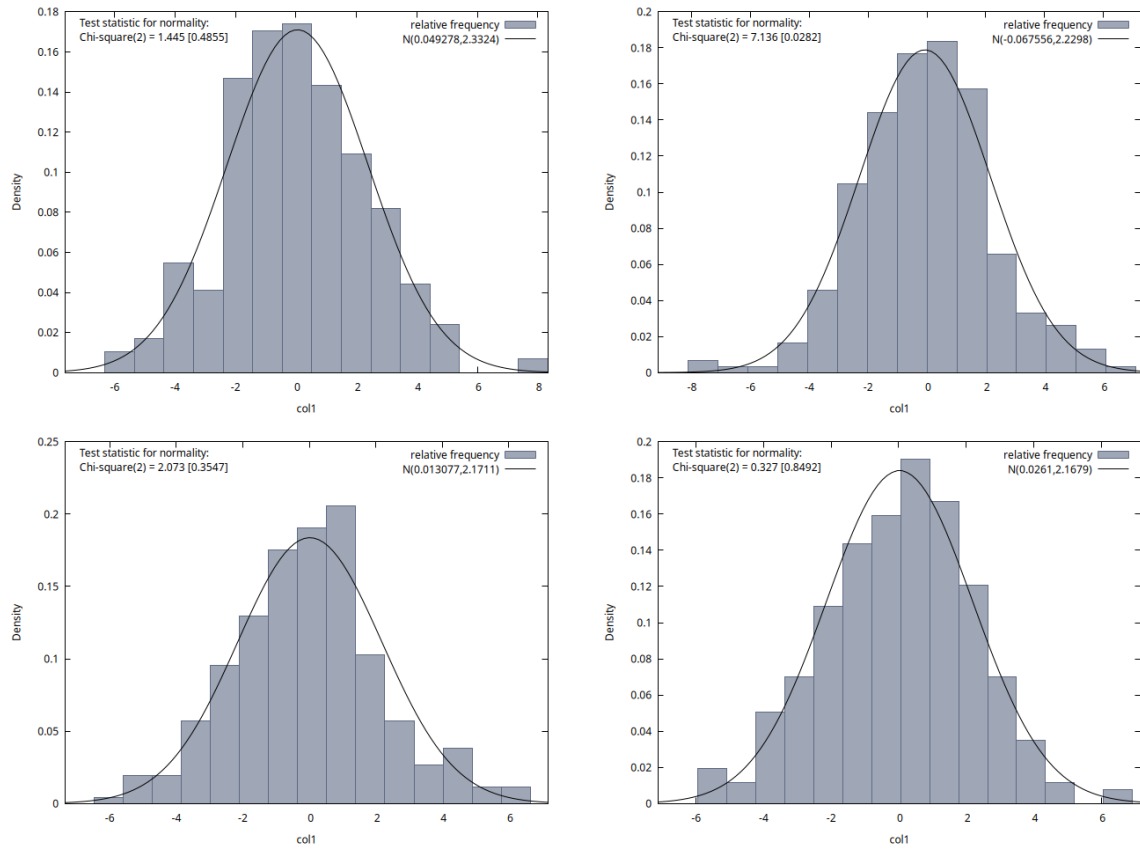 Test statistic for normality:
Chi-square(2) = 1.445 [0.4855]
relative frequency
N(0.049278,2.3324)
0.18
0.16
0.14
0.12
0.1
0.08
0.06
0.04
0.02
0
Density
-6 -4 -2 0 2 4 6 8
col1
Test statistic for normality:
Chi-square(2) = 7.136 [0.0282]
relative frequency
N(-0.067556,2.2298)
0.2
0.18
0.16
0.14
0.12
0.1
0.08
0.06
0.04
0.02
0
Density
-8 -6 -4 -2 0 2 4 6
col1
Test statistic for normality:
Chi-square(2) = 2.073 [0.3547]
relative frequency
N(0.013077,2.1711)
0.25
0.2
0.15
0.1
0.05
0
Density
-6 -4 -2 0 2 4 6
col1
Test statistic for normality:
Chi-square(2) = 0.327 [0.8492]
relative frequency
N(0.0261,2.1679)
0.2
0.18
0.16
0.14
0.12
0.1
0.08
0.06
0.04
0.02
0
Density
-6 -4 -2 0 2 4 6
col1